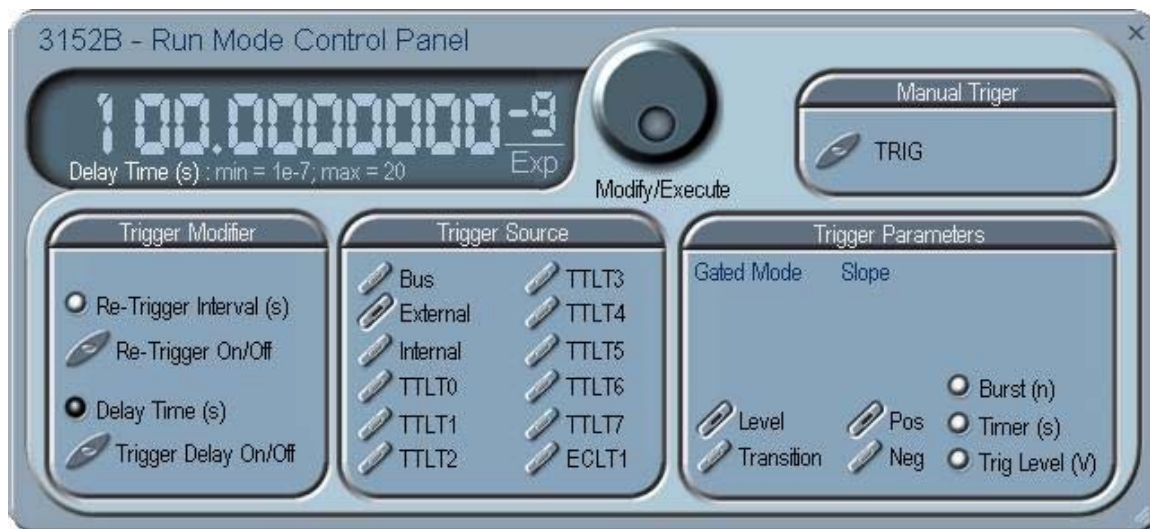 3152B - Run Mode Control Panel
100.0000000 -9
Exp
Delay Time (s) : min = 1e-7; max = 20
Modify/Execute
Manual Triger
TRIG
Trigger Modifier
Re-Trigger Interval (s)
Re-Trigger On/Off
Delay Time (s)
Trigger Delay On/Off
Trigger Source
Bus
External
Internal
TTLT0
TTLT1
TTLT2
TTLT3
TTLT4
TTLT5
TTLT6
TTLT7
ECLT1
Trigger Parameters
Gated Mode
Level
Transition
Slope
Pos
Neg
Burst (n)
Timer (s)
Trig Level (V)